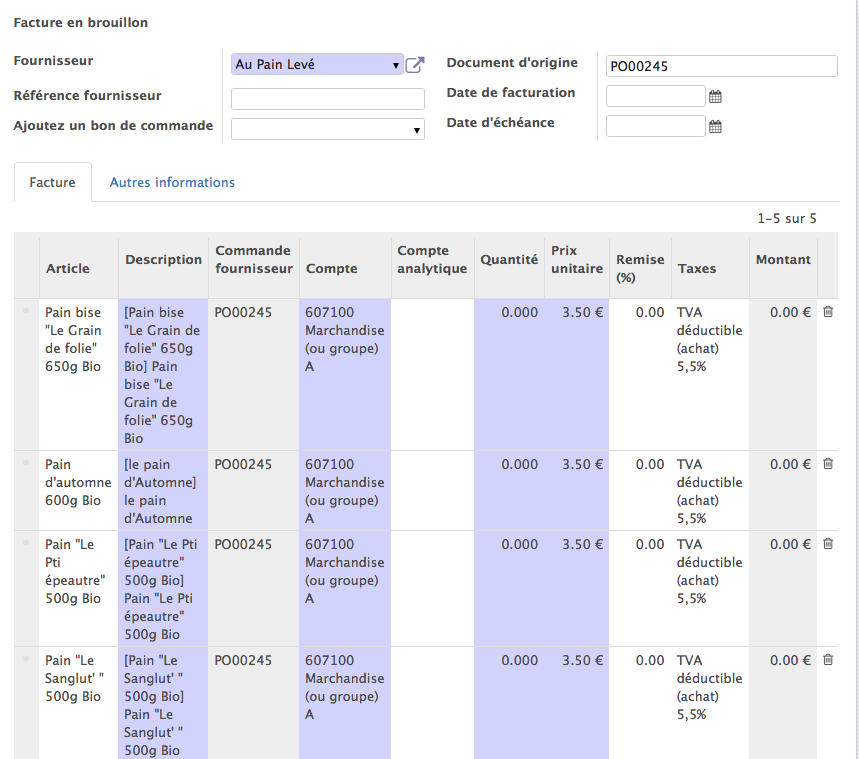 Facture en brouillon
Fournisseur
Au Pain Levé
Document d'origine
PO00245
Référence fournisseur
Date de facturation
Ajoutez un bon de commande
Date d'échéance
Facture
Autres informations
1-5 sur 5
Article
Description
Commande
fournisseur
Compte
Compte
analytique
Quantité
Prix
unitaire
Remise
(%)
Taxes
Montant
Pain bise
"Le Grain
de folie"
650g Bio
[Pain bise
"Le Grain de
folie" 650g
Bio] Pain
bise "Le
Grain de
folie" 650g
Bio
PO00245
607100
Marchandise
(ou groupe)
A
0.000
3.50 €
0.00
TVA
déductible
(achat)
5,5%
0.00 €
Pain
d'automne
600g Bio
[le pain
d'Automne]
le pain
d'Automne
PO00245
607100
Marchandise
(ou groupe)
A
0.000
3.50 €
0.00
TVA
déductible
(achat)
5,5%
0.00 €
Pain "Le
Pti
épeautre"
500g Bio
[Pain "Le Pti
épeautre"
500g Bio]
Pain "Le Pti
épeautre"
500g Bio
PO00245
607100
Marchandise
(ou groupe)
A
0.000
3.50 €
0.00
TVA
déductible
(achat)
5,5%
0.00 €
Pain "Le
Sanglut' "
500g Bio
[Pain "Le
Sanglut' "
500g Bio]
Pain "Le
Sanglut' "
500g Bio
PO00245
607100
Marchandise
(ou groupe)
A
0.000
3.50 €
0.00
TVA
déductible
(achat)
5,5%
0.00 €